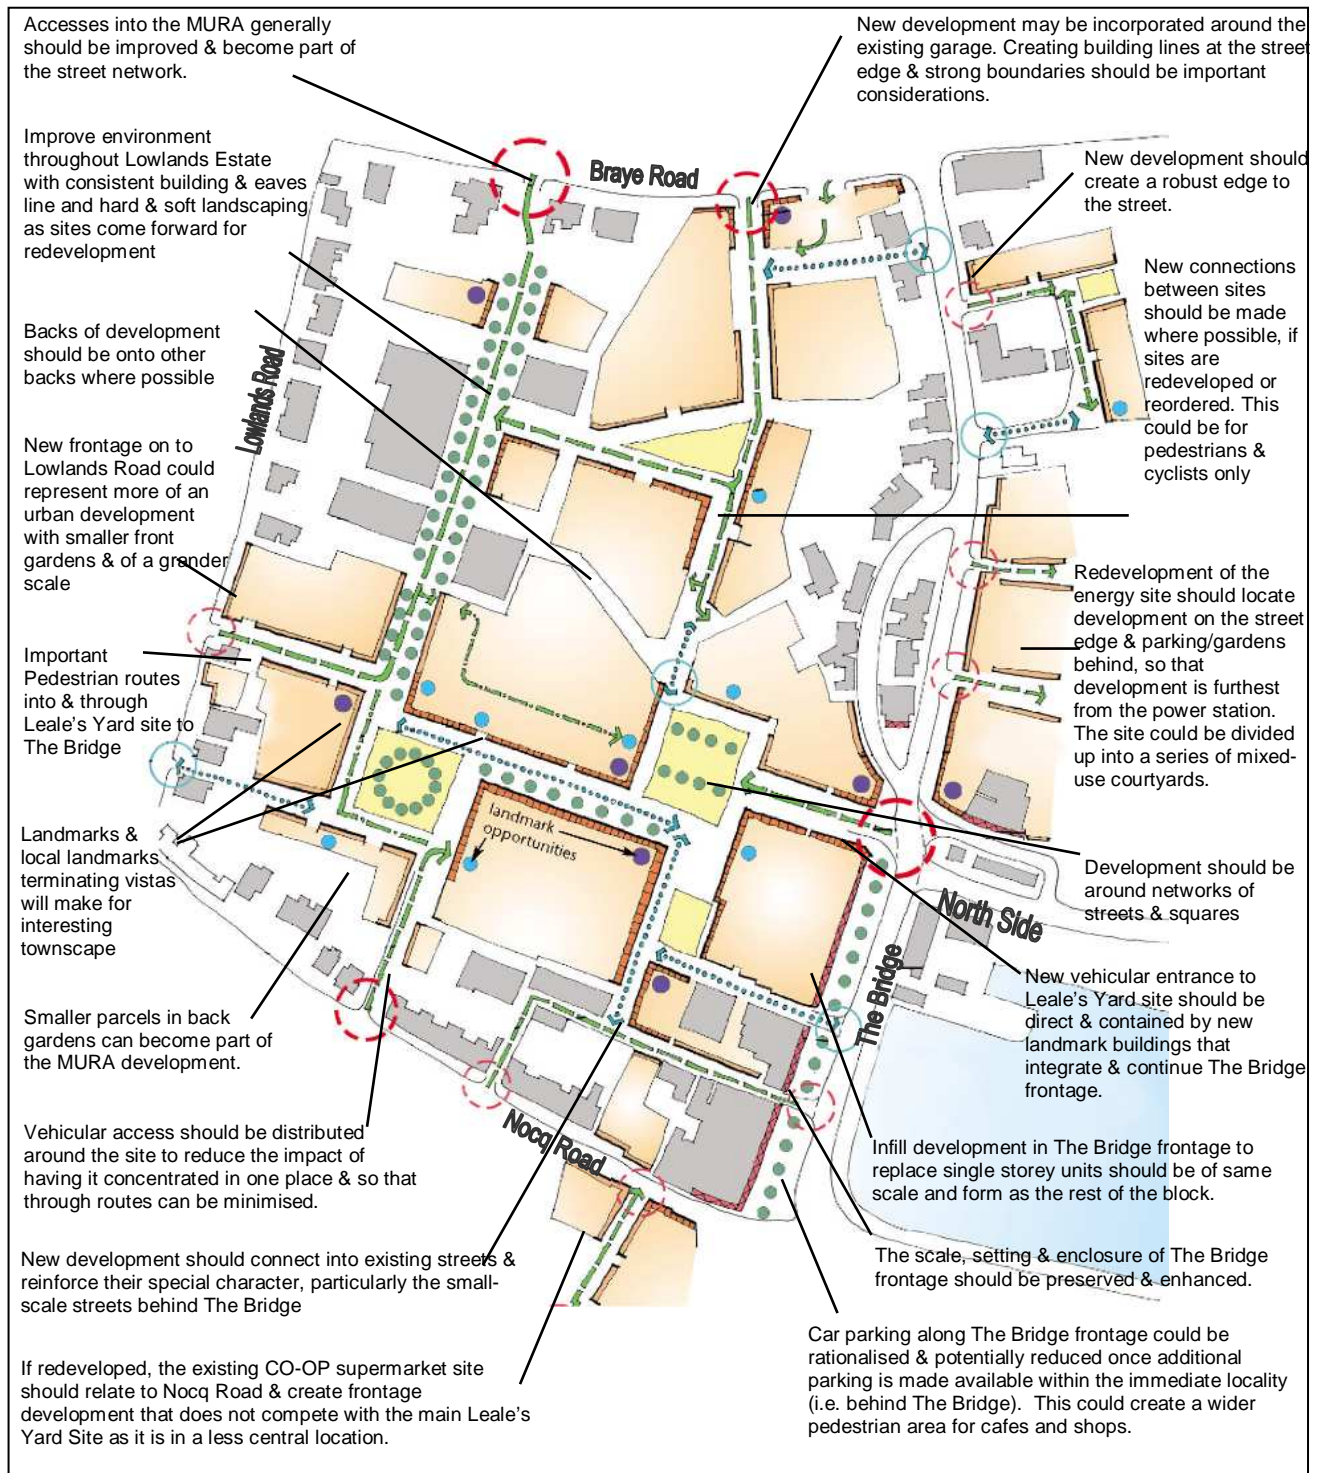 Accesses into the MURA generally
should be improved & become part of
the street network.
New development may be incorporated around the
existing garage. Creating building lines at the street
edge & strong boundaries should be important
considerations.
Improve environment
throughout Lowlands Estate
with consistent building & eaves
line and hard & soft landscaping
as sites come forward for
redevelopment
Braye Road
New development should
create a robust edge to
the street.
New connections
between sites
should be made
where possible, if
sites are
redeveloped or
reordered. This
could be for
pedestrians &
cyclists only
Backs of development
should be onto other
backs where possible
Lowlands Road
New frontage on to
Lowlands Road could
represent more of an
urban development
with smaller front
gardens & of a grander
scale
Redevelopment of the
energy site should locate
development on the street
edge & parking/gardens
behind, so that
development is furthest
from the power station.
The site could be divided
up into a series of mixed-
use courtyards.
Important
Pedestrian routes
into & through
Leale's Yard site to
The Bridge
landmark
opportunities
Landmarks &
local landmarks
terminating vistas
will make for
interesting
townscape
Development should be
around networks of
streets & squares
North Side
The Bridge
New vehicular entrance to
Leale's Yard site should be
direct & contained by new
landmark buildings that
integrate & continue The Bridge
frontage.
Smaller parcels in back
gardens can become part of
the MURA development.
Nocq Road
Vehicular access should be distributed
around the site to reduce the impact of
having it concentrated in one place & so that
through routes can be minimised.
Infill development in The Bridge frontage to
replace single storey units should be of same
scale and form as the rest of the block.
New development should connect into existing streets &
reinforce their special character, particularly the small-
scale streets behind The Bridge
The scale, setting & enclosure of The Bridge
frontage should be preserved & enhanced.
If redeveloped, the existing CO-OP supermarket site
should relate to Nocq Road & create frontage
development that does not compete with the main Leale's
Yard Site as it is in a less central location.
Car parking along The Bridge frontage could be
rationalised & potentially reduced once additional
parking is made available within the immediate locality
(i.e. behind The Bridge). This could create a wider
pedestrian area for cafes and shops.